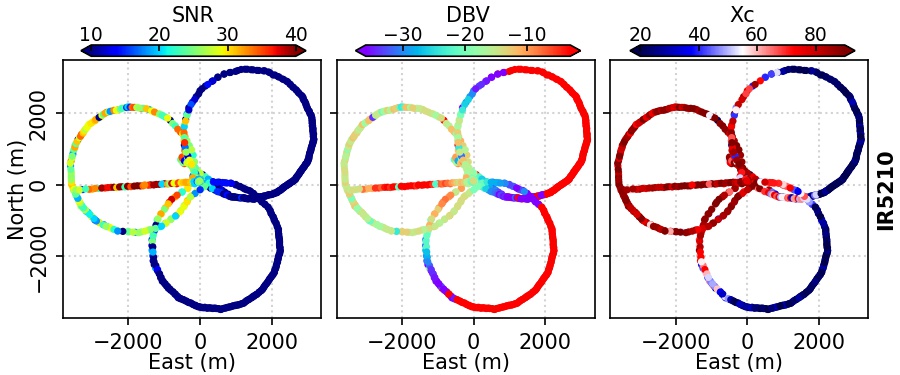 SNR
DBV
Xc
10 20 30 40
−30 −20 −10
20 40 60 80
North (m)
2000
0
−2000
−2000 0 2000
−2000 0 2000
−2000 0 2000
East (m)
East (m)
East (m)
IR5210